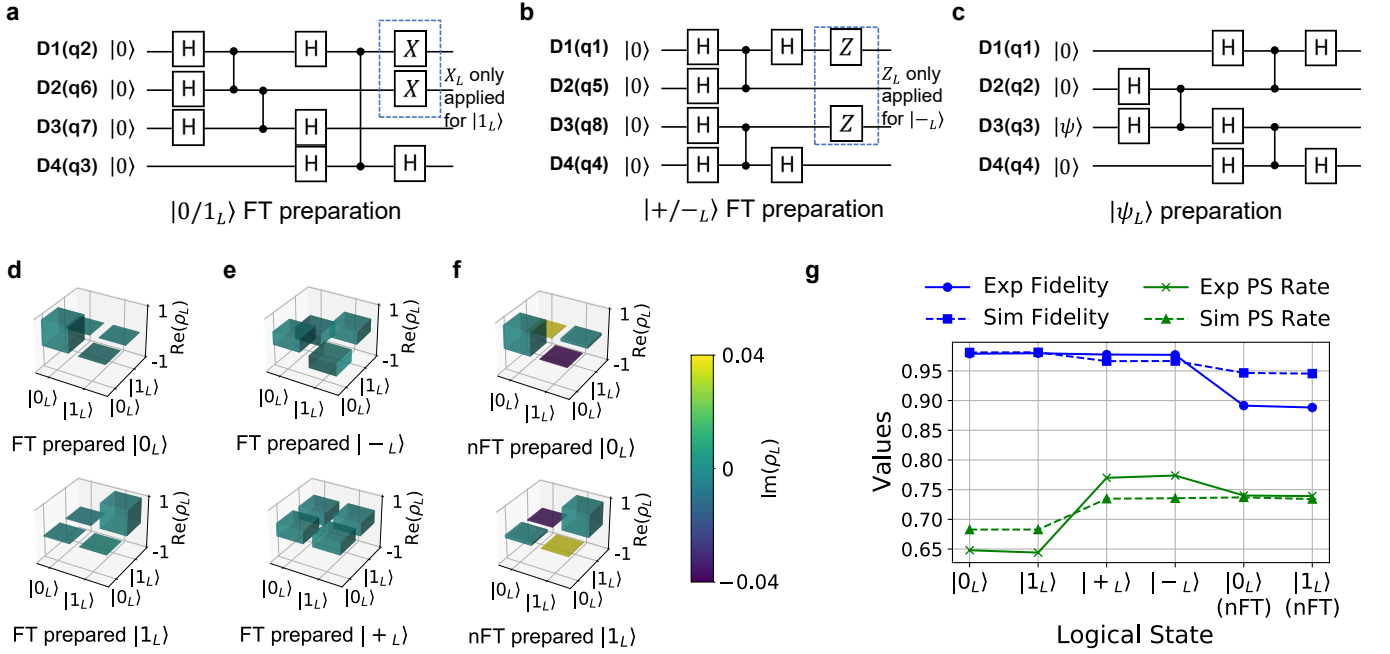 a
D1(q2) |0⟩ H H X
D2(q6) |0⟩ H X
D3(q7) |0⟩ H
D4(q3) |0⟩ H H
X_L only
applied
for |1_L⟩
|0/1_L⟩ FT preparation
b
D1(q1) |0⟩ H H Z
D2(q5) |0⟩ H
D3(q8) |0⟩ H Z
D4(q4) |0⟩ H H
Z_L only
applied
for |−_L⟩
|+/−_L⟩ FT preparation
c
D1(q1) |0⟩ H H
D2(q2) |0⟩ H
D3(q3) |ψ⟩ H H
D4(q4) |0⟩ H H
|ψ_L⟩ preparation
d
1
Re(ρ_L)
-1
|0_L⟩ |1_L⟩ |0_L⟩ |1_L⟩
FT prepared |0_L⟩
1
Re(ρ_L)
-1
|0_L⟩ |1_L⟩ |0_L⟩ |1_L⟩
FT prepared |1_L⟩
e
1
Re(ρ_L)
-1
|0_L⟩ |1_L⟩ |0_L⟩ |1_L⟩
FT prepared |−_L⟩
1
Re(ρ_L)
-1
|0_L⟩ |1_L⟩ |0_L⟩ |1_L⟩
FT prepared |+_L⟩
f
1
Re(ρ_L)
-1
|0_L⟩ |1_L⟩ |0_L⟩ |1_L⟩
nFT prepared |0_L⟩
1
Re(ρ_L)
-1
|0_L⟩ |1_L⟩ |0_L⟩ |1_L⟩
nFT prepared |1_L⟩
0.04
0
−0.04
Im(ρ_L)
g
Exp Fidelity
Sim Fidelity
Exp PS Rate
Sim PS Rate
Values
0.95
0.90
0.85
0.80
0.75
0.70
0.65
|0_L⟩ |1_L⟩ |+_L⟩ |−_L⟩ |0_L⟩ |1_L⟩
(nFT) (nFT)
Logical State